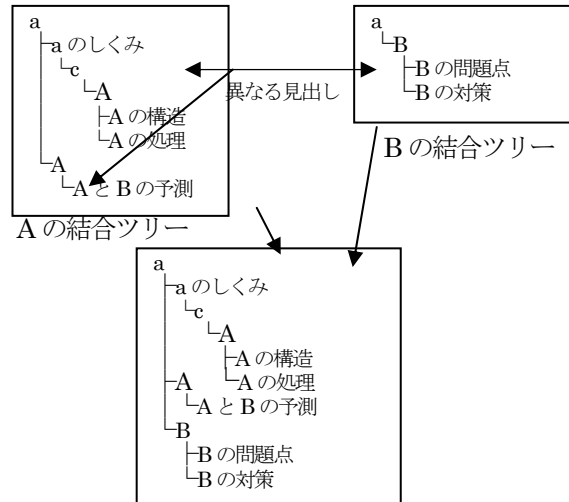 a
aのしくみ
c
A
Aの構造
Aの処理
A
AとBの予測
Aの結合ツリー
異なる見出し
a
B
Bの問題点
Bの対策
Bの結合ツリー
a
aのしくみ
c
A
Aの構造
Aの処理
A
AとBの予測
B
Bの問題点
Bの対策